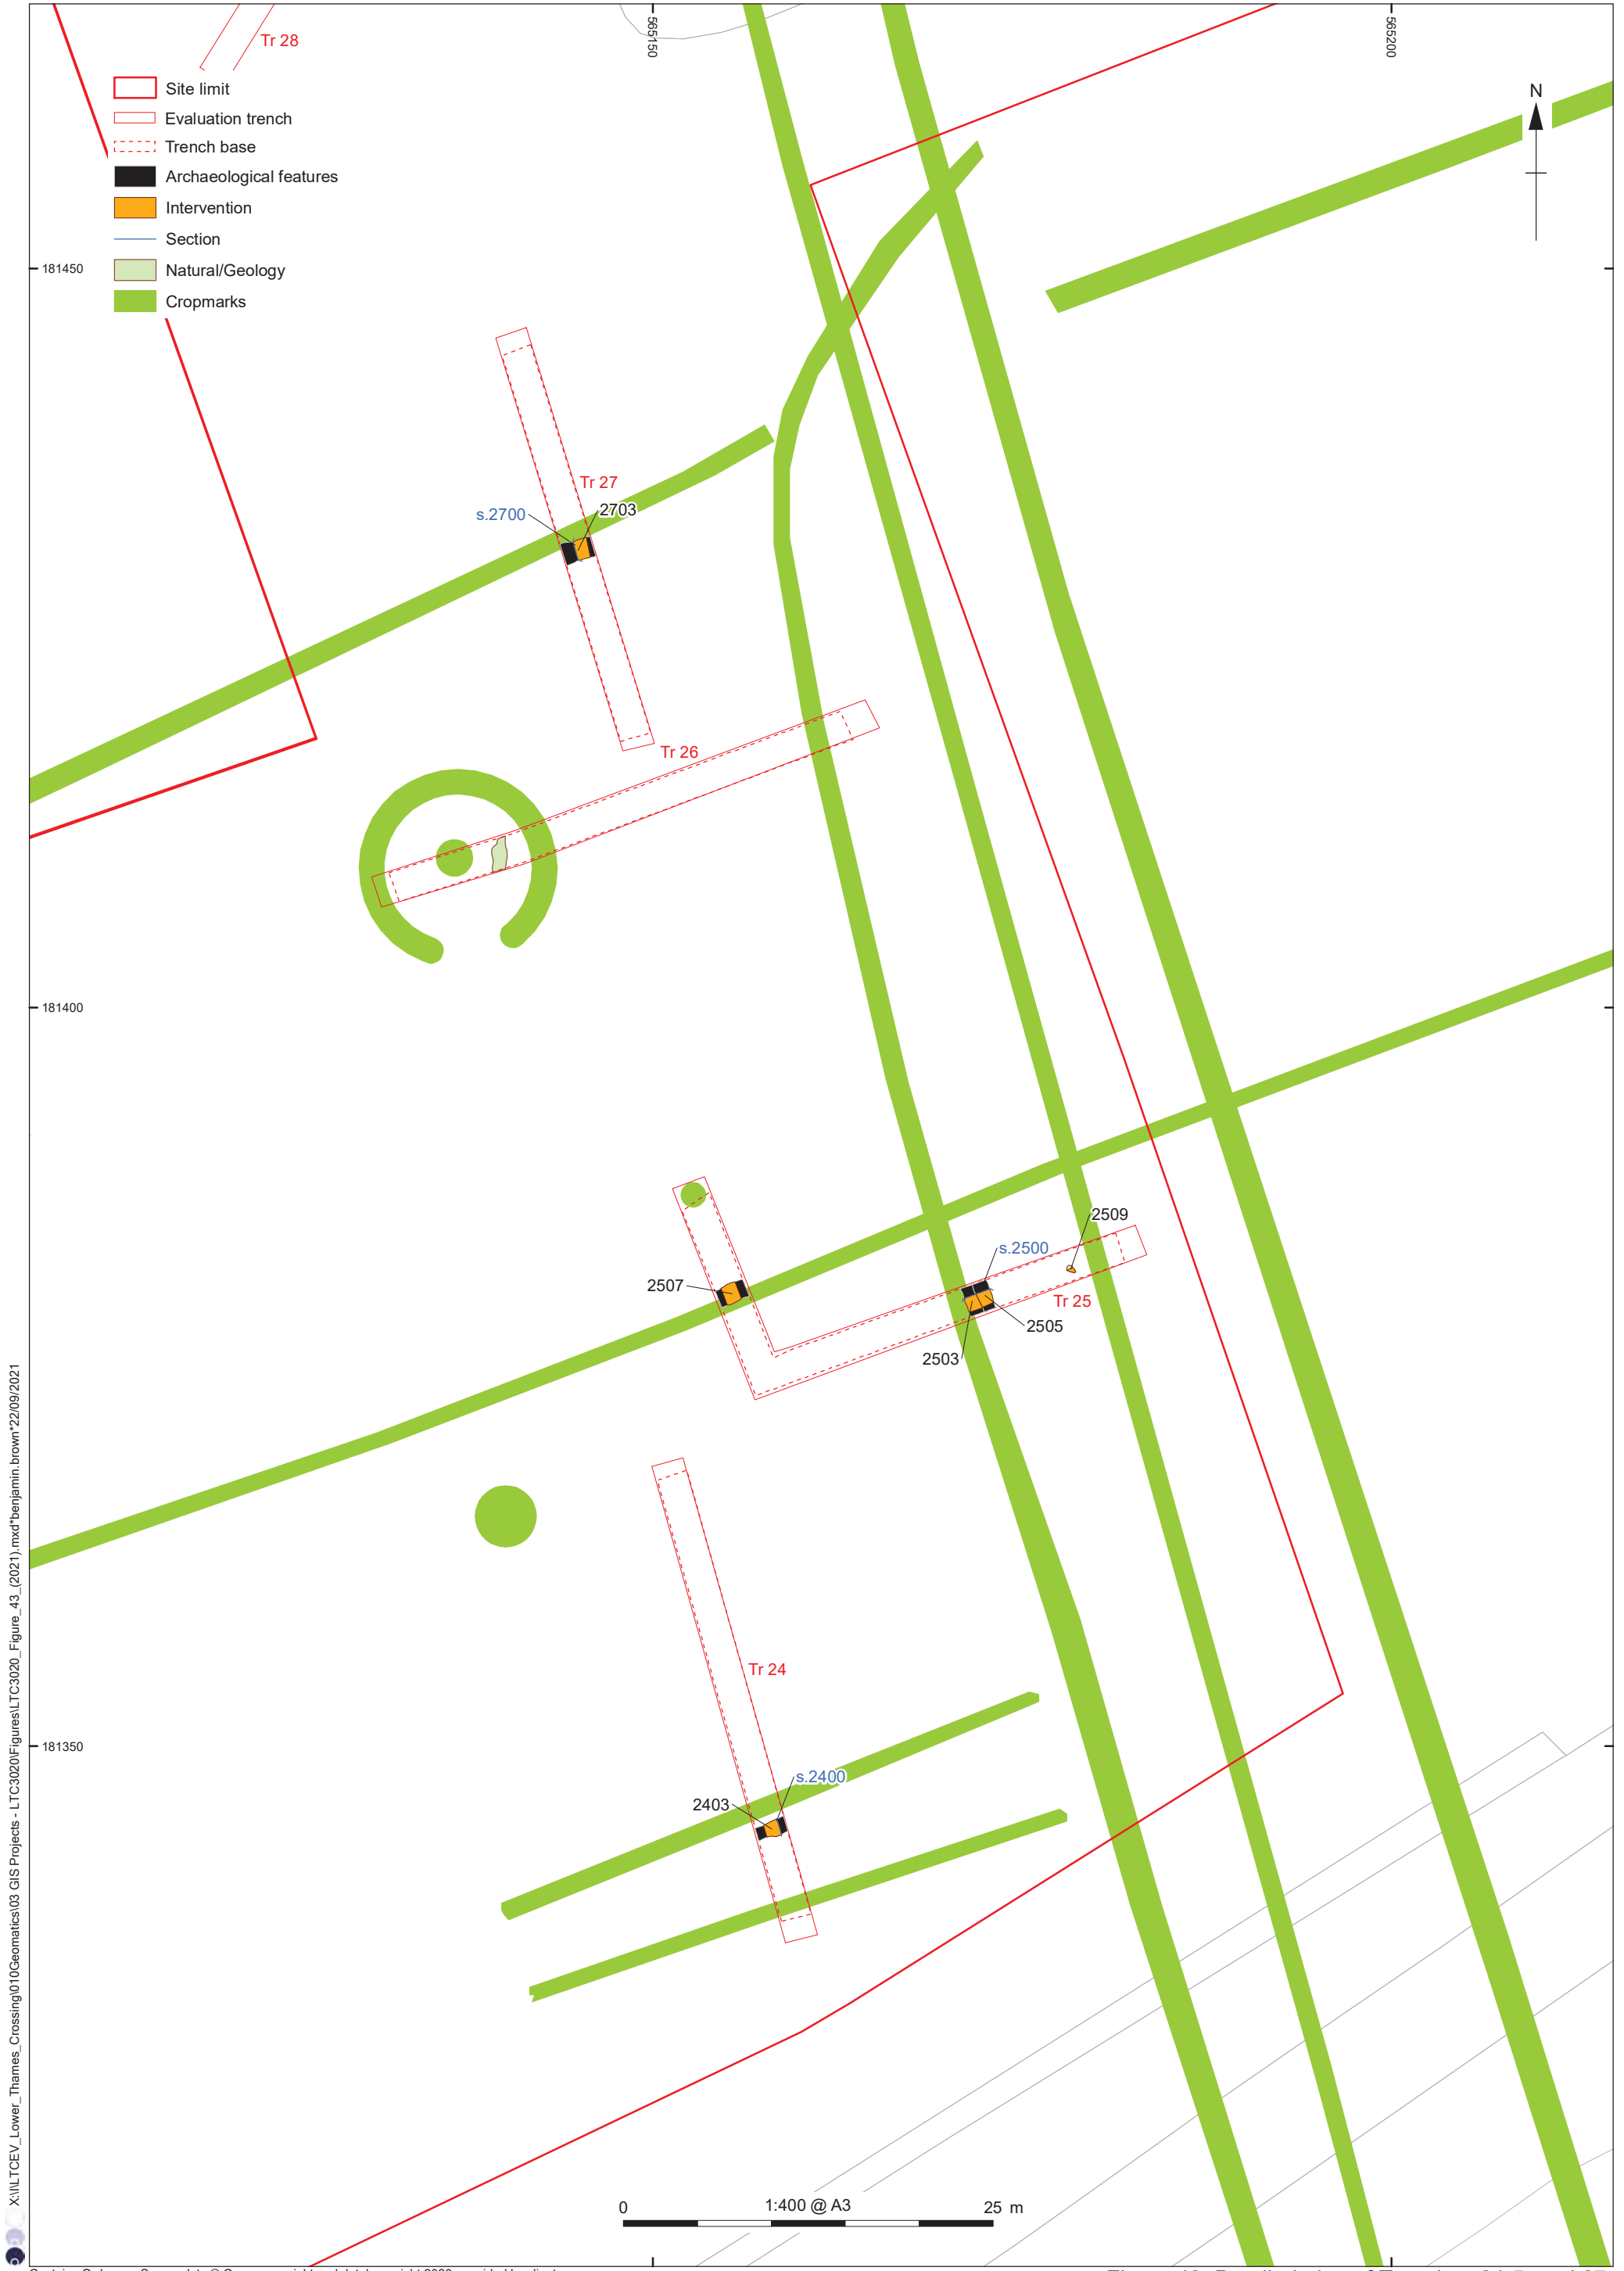 565150
565200
Tr 28
Site limit
Evaluation trench
Trench base
Archaeological features
Intervention
Section
Natural/Geology
Cropmarks
N
181450
Tr 27
s.2700
2703
Tr 26
181400
2509
s.2500
2507
Tr 25
2505
2503
Tr 24
181350
s.2400
2403
0 1:400 @ A3 25 m
X:\I\LTCEV_Lower_Thames_Crossing\010Geomatics\03 GIS Projects - LTC3020\Figures\LTC3020_Figure_43_(2021).mxd*benjamin.brown*22/09/2021